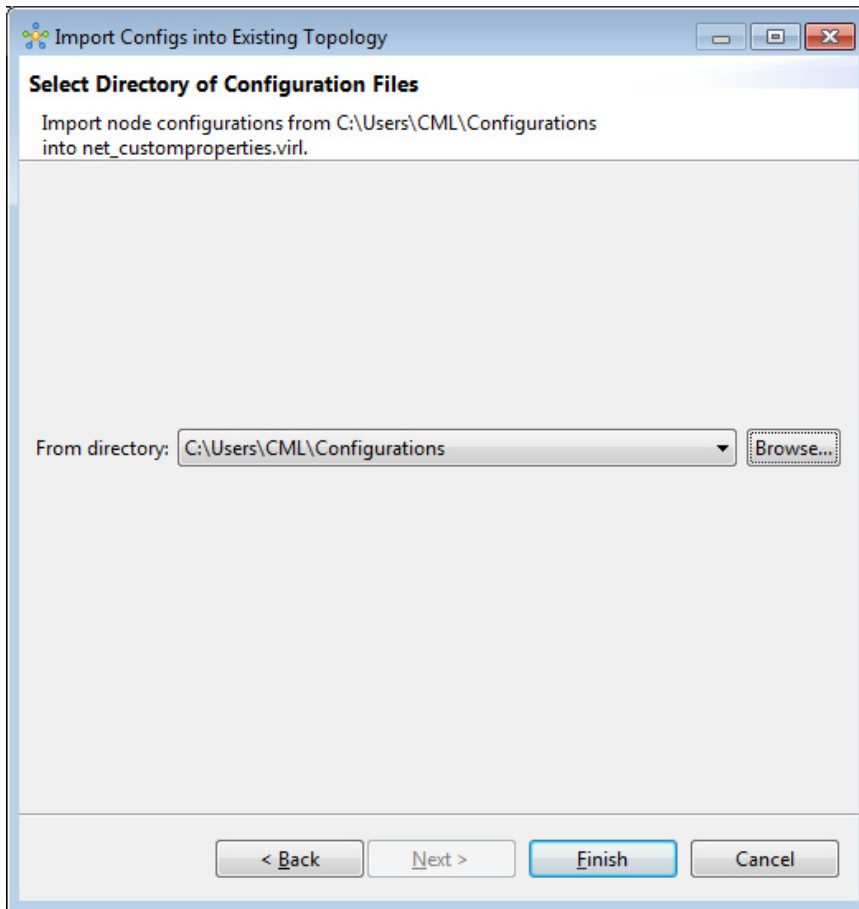 Import Configs into Existing Topology
Select Directory of Configuration Files
Import node configurations from C:\Users\CML\Configurations
into net_customproperties.virl.
From directory: C:\Users\CML\Configurations Browse...
< Back Next > Finish Cancel